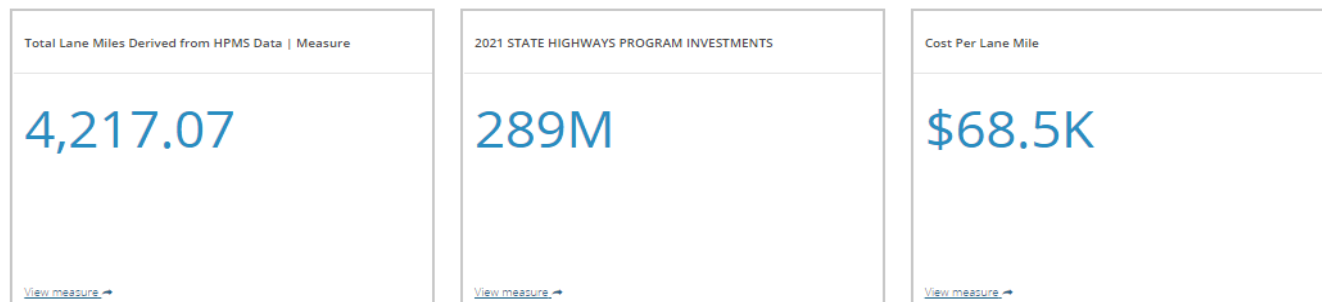 Total Lane Miles Derived from HPMS Data | Measure
4,217.07
View measure
2021 STATE HIGHWAYS PROGRAM INVESTMENTS
289M
View measure
Cost Per Lane Mile
$68.5K
View measure